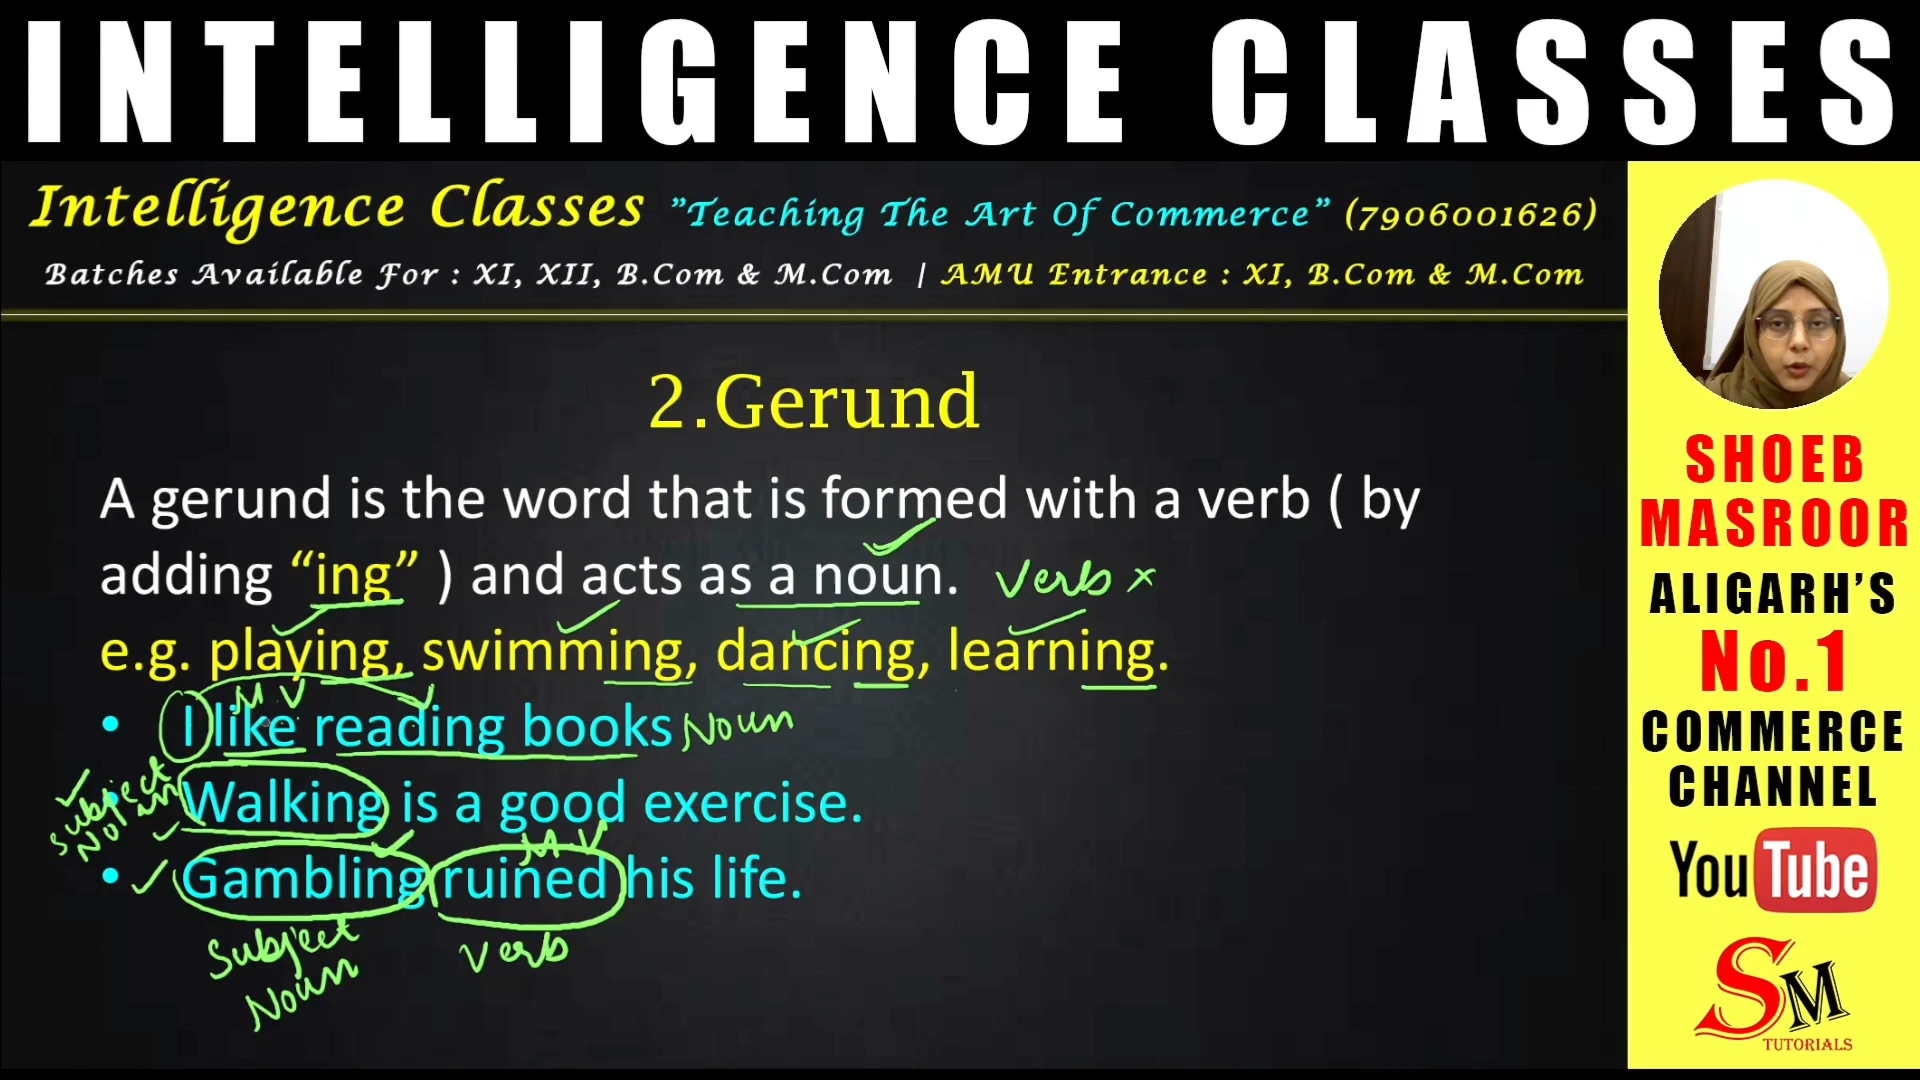 INTELLIGENCE CLASSES
Intelligence Classes "Teaching The Art Of Commerce" (7906001626)
Batches Available For : XI, XII, B.Com & M.Com | AMU Entrance : XI, B.Com & M.Com
2.Gerund
A gerund is the word that is formed with a verb ( by
adding “ing” ) and acts as a noun. Verb ×
e.g. playing, swimming, dancing, learning.
M V
• I like reading books Noun
Subject
Noun
• Walking is a good exercise.
M V
• Gambling ruined his life.
Subject
Noun
Verb
SHOEB
MASROOR
ALIGARH’S
No.1
COMMERCE
CHANNEL
YouTube
SM
TUTORIALS